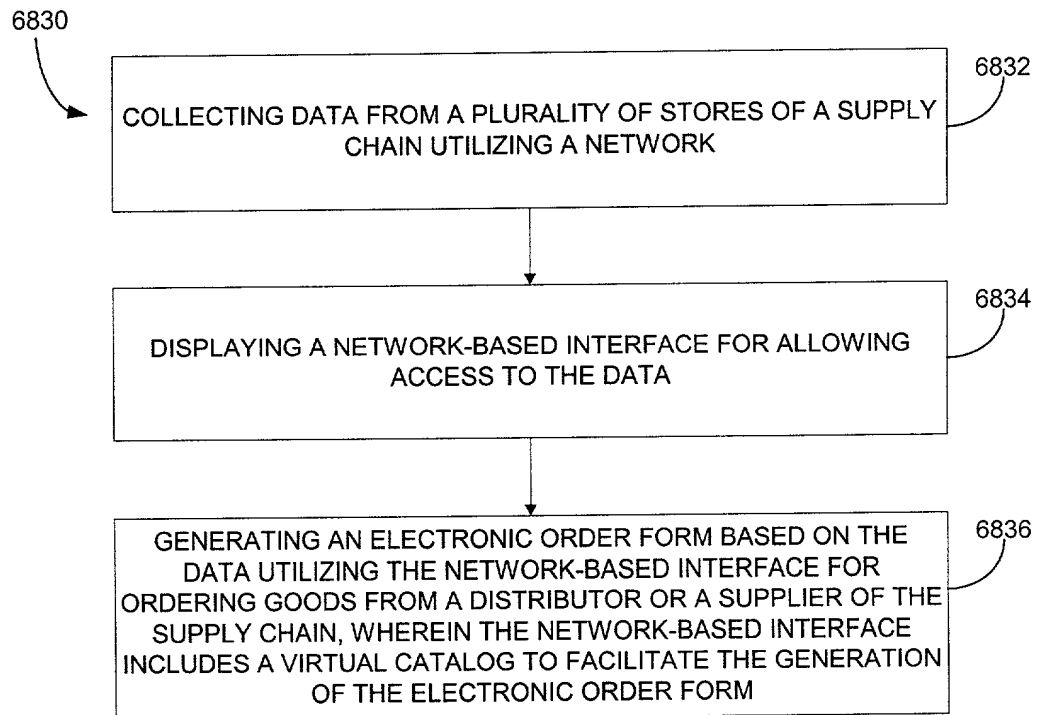 6830
6832
COLLECTING DATA FROM A PLURALITY OF STORES OF A SUPPLY
CHAIN UTILIZING A NETWORK
6834
DISPLAYING A NETWORK-BASED INTERFACE FOR ALLOWING
ACCESS TO THE DATA
6836
GENERATING AN ELECTRONIC ORDER FORM BASED ON THE
DATA UTILIZING THE NETWORK-BASED INTERFACE FOR
ORDERING GOODS FROM A DISTRIBUTOR OR A SUPPLIER OF THE
SUPPLY CHAIN, WHEREIN THE NETWORK-BASED INTERFACE
INCLUDES A VIRTUAL CATALOG TO FACILITATE THE GENERATION
OF THE ELECTRONIC ORDER FORM